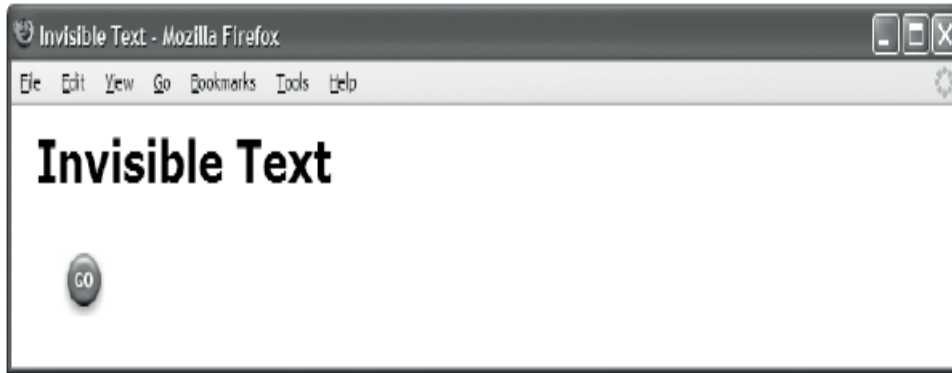 Invisible Text - Mozilla Firefox
File Edit View Go Bookmarks Tools Help
Invisible Text
GO